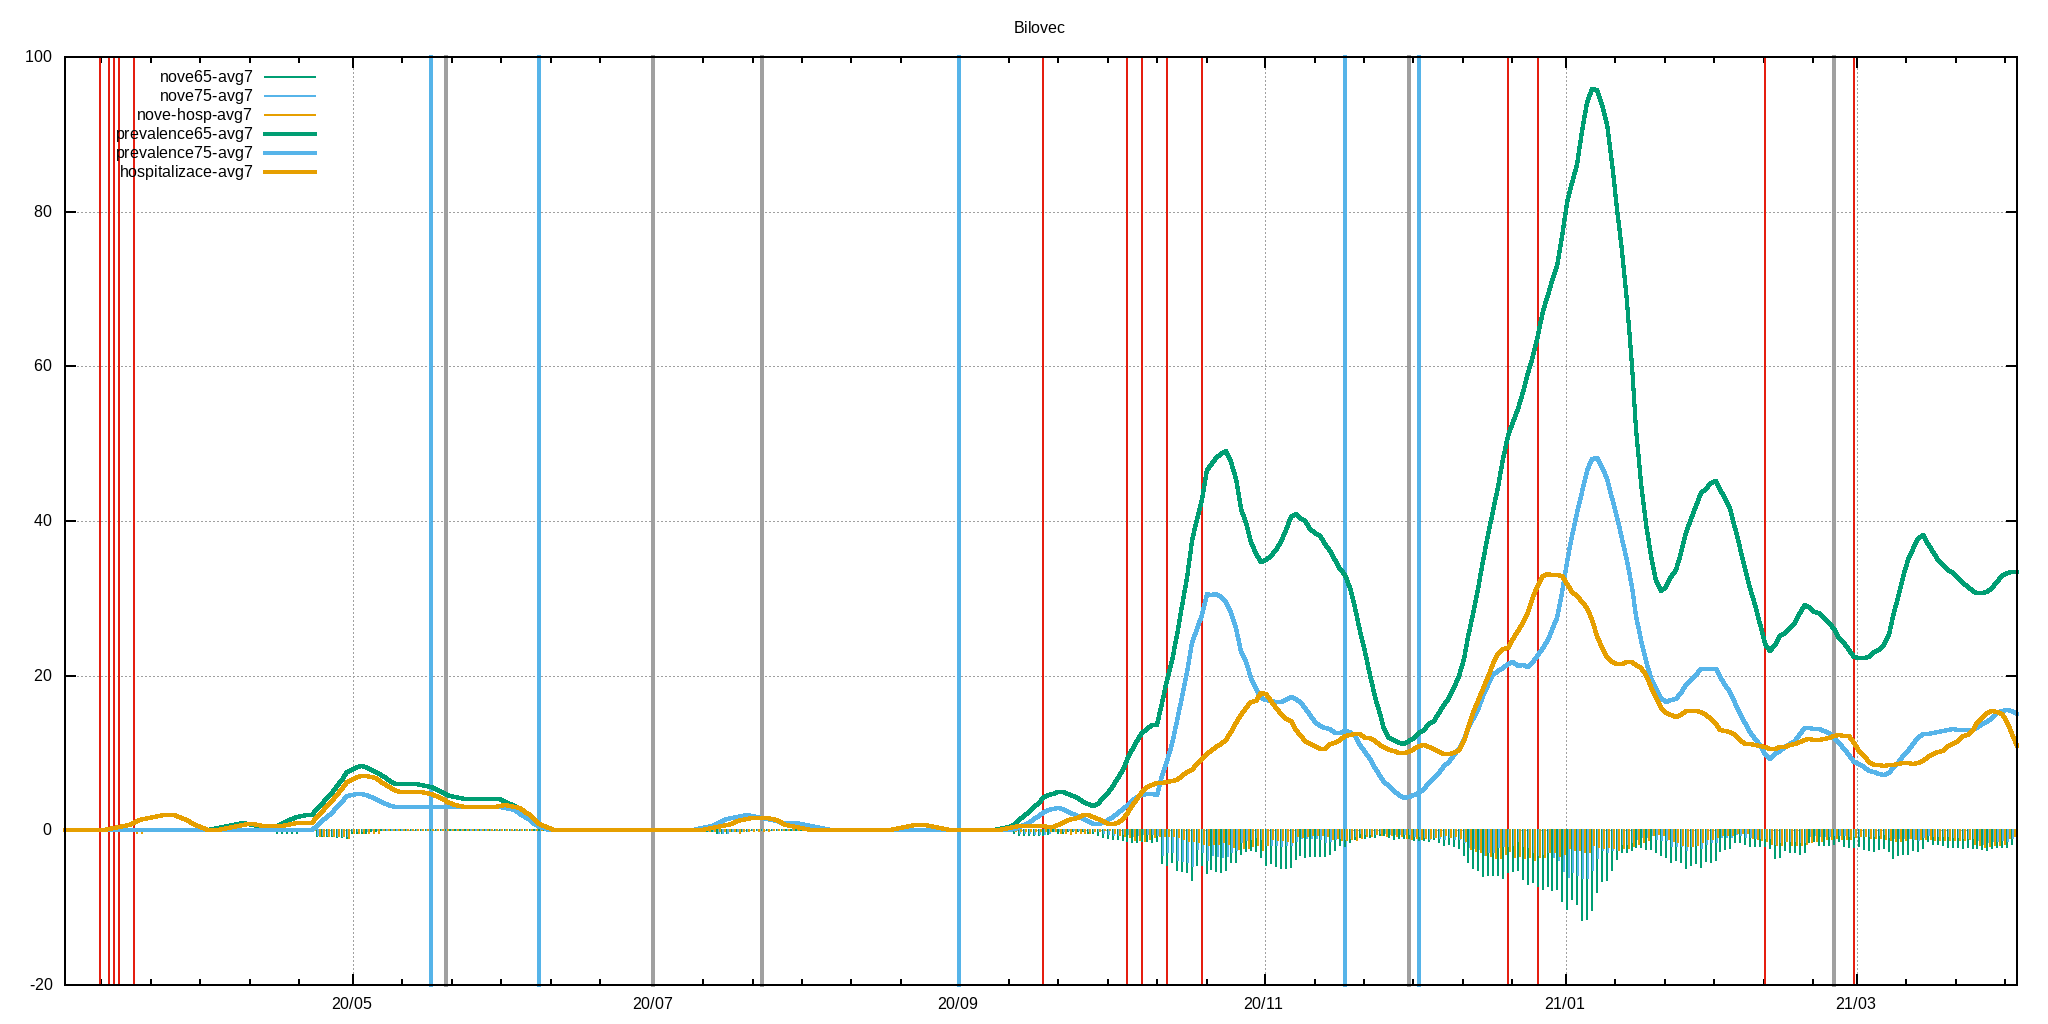 Bilovec
100
nove65-avg7
nove75-avg7
nove-hosp-avg7
prevalence65-avg7
prevalence75-avg7
hospitalizace-avg7
80
60
40
20
0
-20
20/05 20/07 20/09 20/11 21/01 21/03